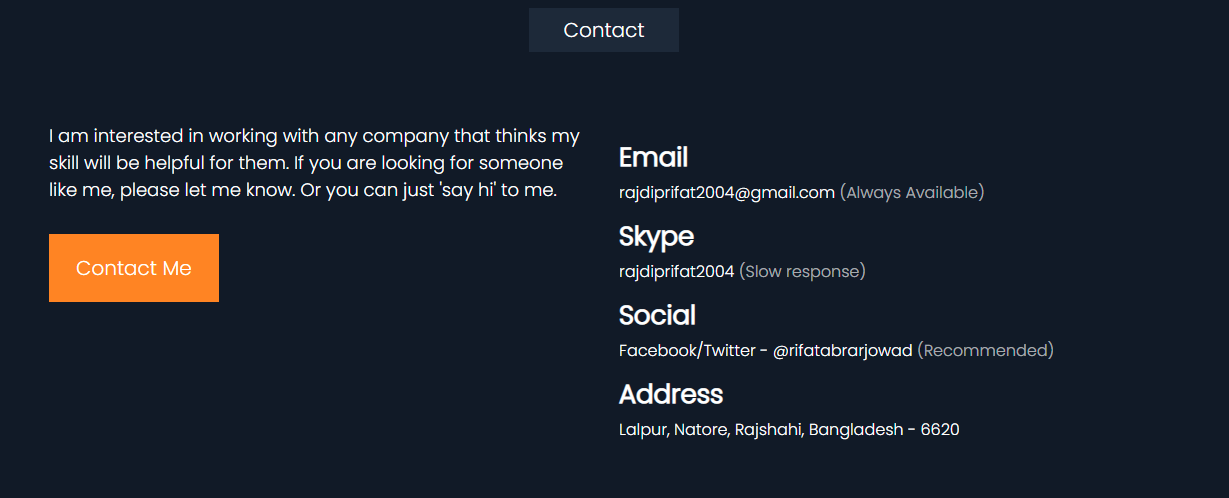 Contact
I am interested in working with any company that thinks my
skill will be helpful for them. If you are looking for someone
like me, please let me know. Or you can just 'say hi' to me.
Contact Me
Email
rajdiprifat2004@gmail.com (Always Available)
Skype
rajdiprifat2004 (Slow response)
Social
Facebook/Twitter - @rifatabrarjowad (Recommended)
Address
Lalpur, Natore, Rajshahi, Bangladesh - 6620